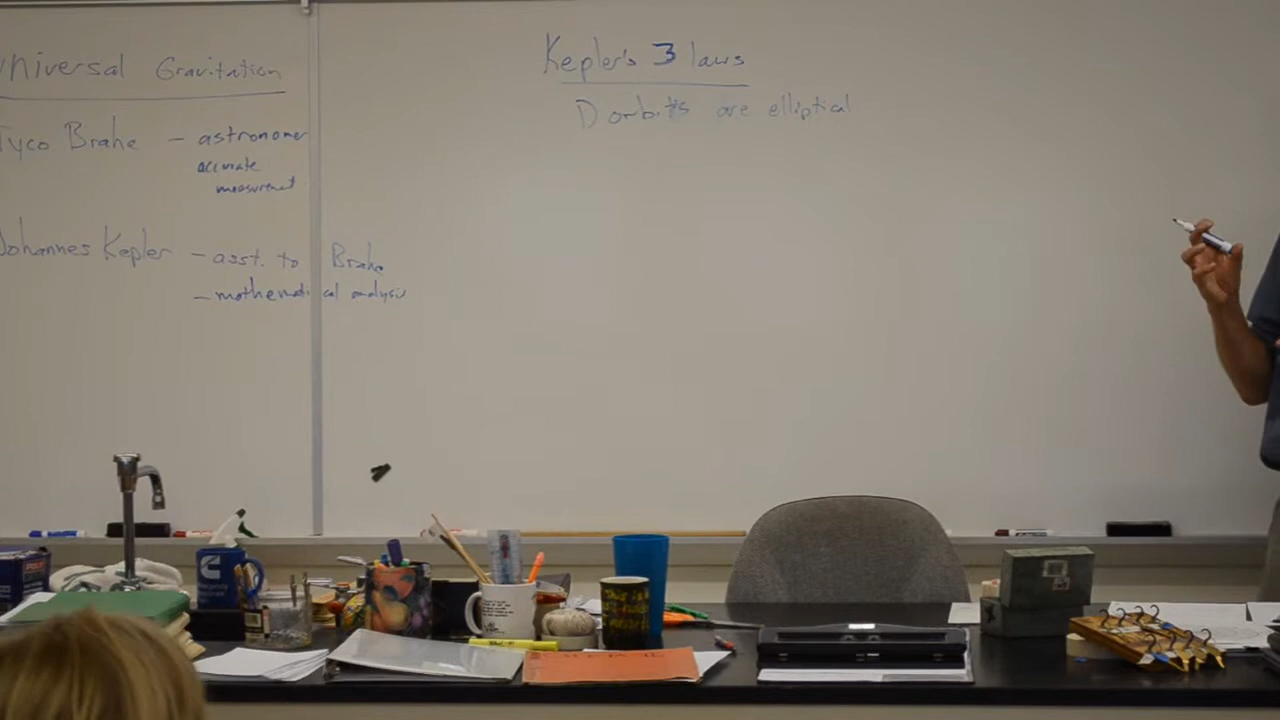 Universal Gravitation
Tyco Brahe - astronomer
accurate
measurement
Johannes Kepler - asst. to Brahe
- mathematical analysis
Kepler's 3 laws
1) orbits are elliptical